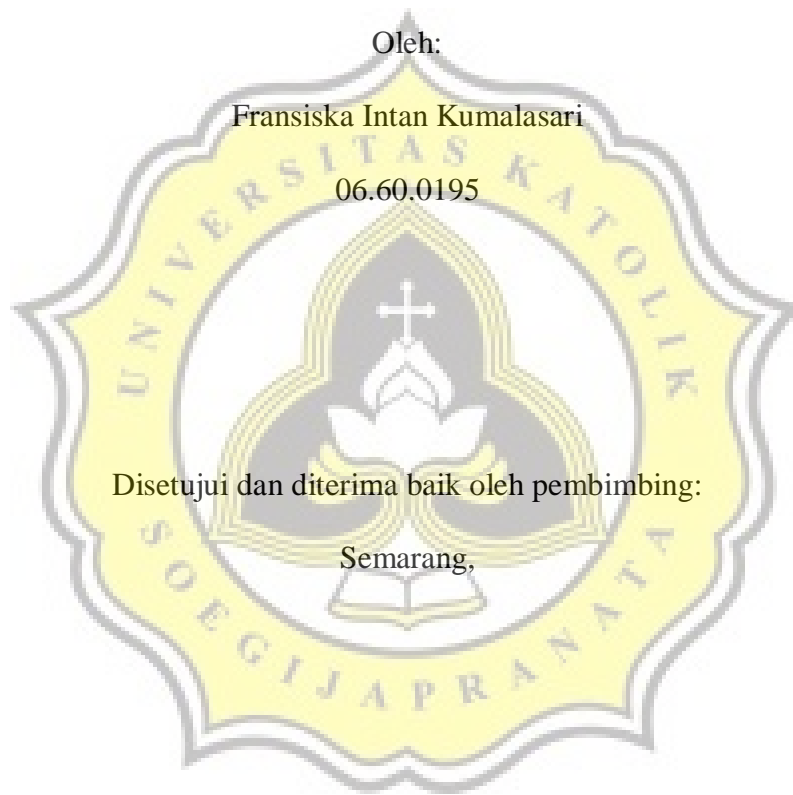 Oleh:
Fransiska Intan Kumalasari
06.60.0195
Disetujui dan diterima baik oleh pembimbing:
Semarang,
UNIVERSITAS KATOLIK
SOEGIJAPRANATA